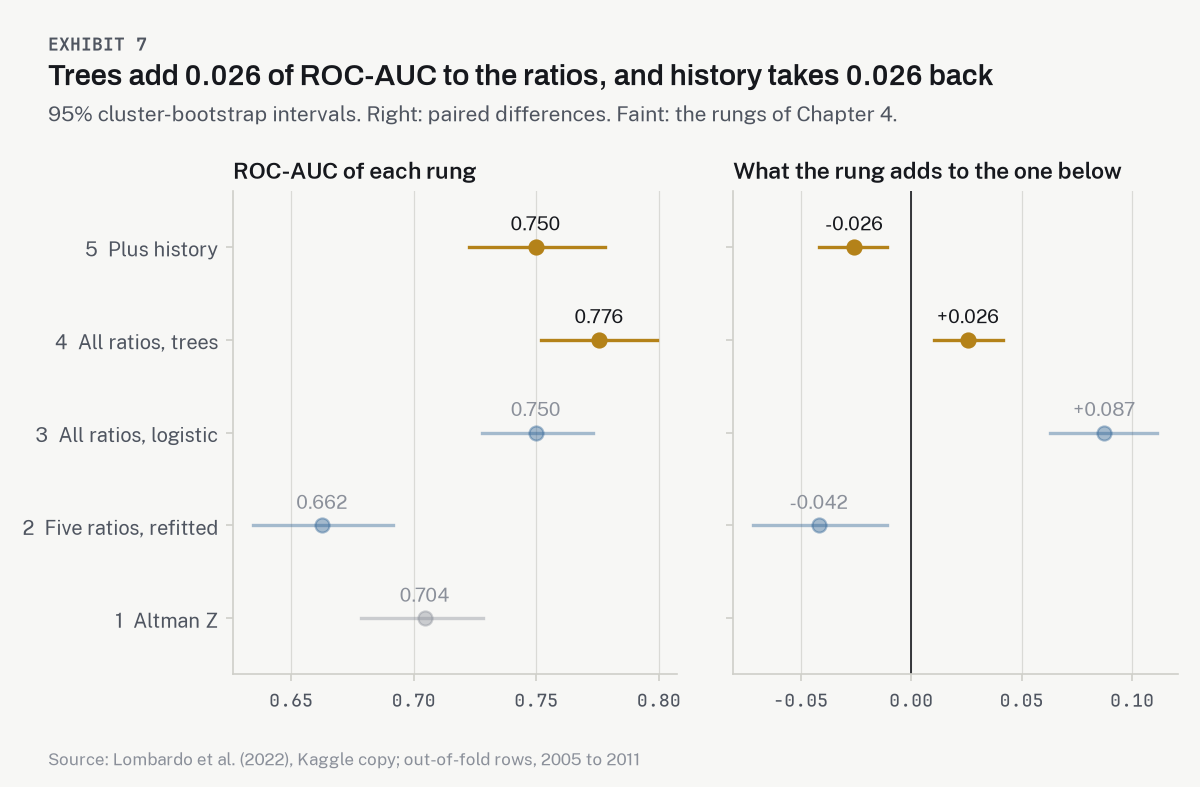 EXHIBIT 7
Trees add 0.026 of ROC-AUC to the ratios, and history takes 0.026 back
95% cluster-bootstrap intervals. Right: paired differences. Faint: the rungs of Chapter 4.
ROC-AUC of each rung
What the rung adds to the one below
5 Plus history
0.750
-0.026
4 All ratios, trees
0.776
+0.026
3 All ratios, logistic
0.750
+0.087
2 Five ratios, refitted
0.662
-0.042
1 Altman Z
0.704
0.65 0.70 0.75 0.80
-0.05 0.00 0.05 0.10
Source: Lombardo et al. (2022), Kaggle copy; out-of-fold rows, 2005 to 2011